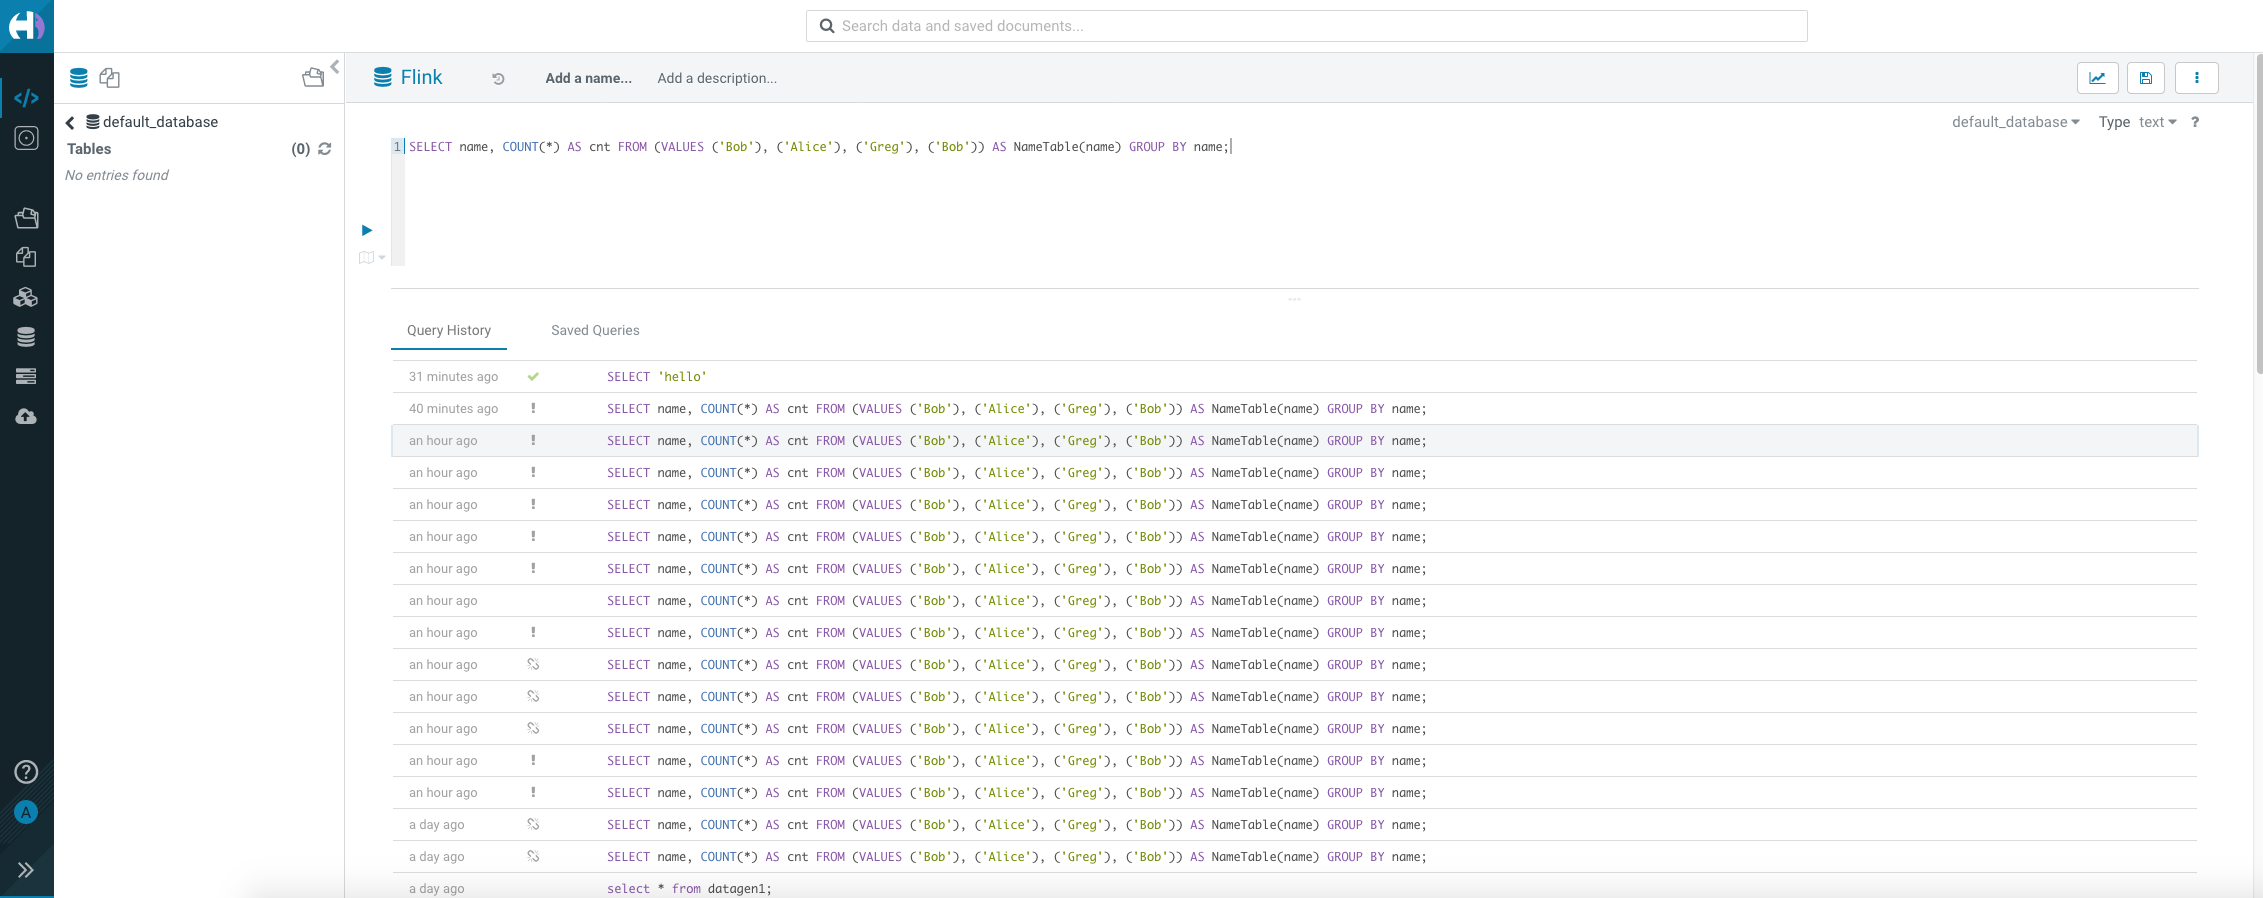 Search data and saved documents...
Flink
Add a name...
Add a description...
default_database
Tables
(0)
No entries found
default_database
Type
text
?
1
SELECT name, COUNT(*) AS cnt FROM (VALUES ('Bob'), ('Alice'), ('Greg'), ('Bob')) AS NameTable(name) GROUP BY name;
Query History
Saved Queries
31 minutes ago SELECT 'hello'
40 minutes ago ! SELECT name, COUNT(*) AS cnt FROM (VALUES ('Bob'), ('Alice'), ('Greg'), ('Bob')) AS NameTable(name) GROUP BY name;
an hour ago ! SELECT name, COUNT(*) AS cnt FROM (VALUES ('Bob'), ('Alice'), ('Greg'), ('Bob')) AS NameTable(name) GROUP BY name;
an hour ago ! SELECT name, COUNT(*) AS cnt FROM (VALUES ('Bob'), ('Alice'), ('Greg'), ('Bob')) AS NameTable(name) GROUP BY name;
an hour ago ! SELECT name, COUNT(*) AS cnt FROM (VALUES ('Bob'), ('Alice'), ('Greg'), ('Bob')) AS NameTable(name) GROUP BY name;
an hour ago ! SELECT name, COUNT(*) AS cnt FROM (VALUES ('Bob'), ('Alice'), ('Greg'), ('Bob')) AS NameTable(name) GROUP BY name;
an hour ago ! SELECT name, COUNT(*) AS cnt FROM (VALUES ('Bob'), ('Alice'), ('Greg'), ('Bob')) AS NameTable(name) GROUP BY name;
an hour ago SELECT name, COUNT(*) AS cnt FROM (VALUES ('Bob'), ('Alice'), ('Greg'), ('Bob')) AS NameTable(name) GROUP BY name;
an hour ago ! SELECT name, COUNT(*) AS cnt FROM (VALUES ('Bob'), ('Alice'), ('Greg'), ('Bob')) AS NameTable(name) GROUP BY name;
an hour ago SELECT name, COUNT(*) AS cnt FROM (VALUES ('Bob'), ('Alice'), ('Greg'), ('Bob')) AS NameTable(name) GROUP BY name;
an hour ago SELECT name, COUNT(*) AS cnt FROM (VALUES ('Bob'), ('Alice'), ('Greg'), ('Bob')) AS NameTable(name) GROUP BY name;
an hour ago SELECT name, COUNT(*) AS cnt FROM (VALUES ('Bob'), ('Alice'), ('Greg'), ('Bob')) AS NameTable(name) GROUP BY name;
an hour ago ! SELECT name, COUNT(*) AS cnt FROM (VALUES ('Bob'), ('Alice'), ('Greg'), ('Bob')) AS NameTable(name) GROUP BY name;
an hour ago ! SELECT name, COUNT(*) AS cnt FROM (VALUES ('Bob'), ('Alice'), ('Greg'), ('Bob')) AS NameTable(name) GROUP BY name;
a day ago SELECT name, COUNT(*) AS cnt FROM (VALUES ('Bob'), ('Alice'), ('Greg'), ('Bob')) AS NameTable(name) GROUP BY name;
a day ago SELECT name, COUNT(*) AS cnt FROM (VALUES ('Bob'), ('Alice'), ('Greg'), ('Bob')) AS NameTable(name) GROUP BY name;
a day ago select * from datagen1;
?
A